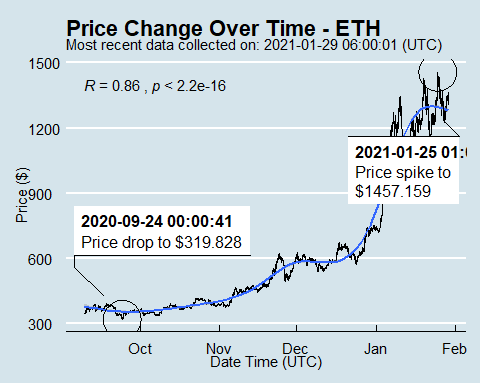 Price Change Over Time - ETH
Most recent data collected on: 2021-01-29 06:00:01 (UTC)
1500
R = 0.86 , p < 2.2e-16
1200
2021-01-25 01:0
Price spike to
$1457.159
900
Price ($)
2020-09-24 00:00:41
Price drop to $319.828
600
300
Oct Nov Dec Jan Feb
Date Time (UTC)